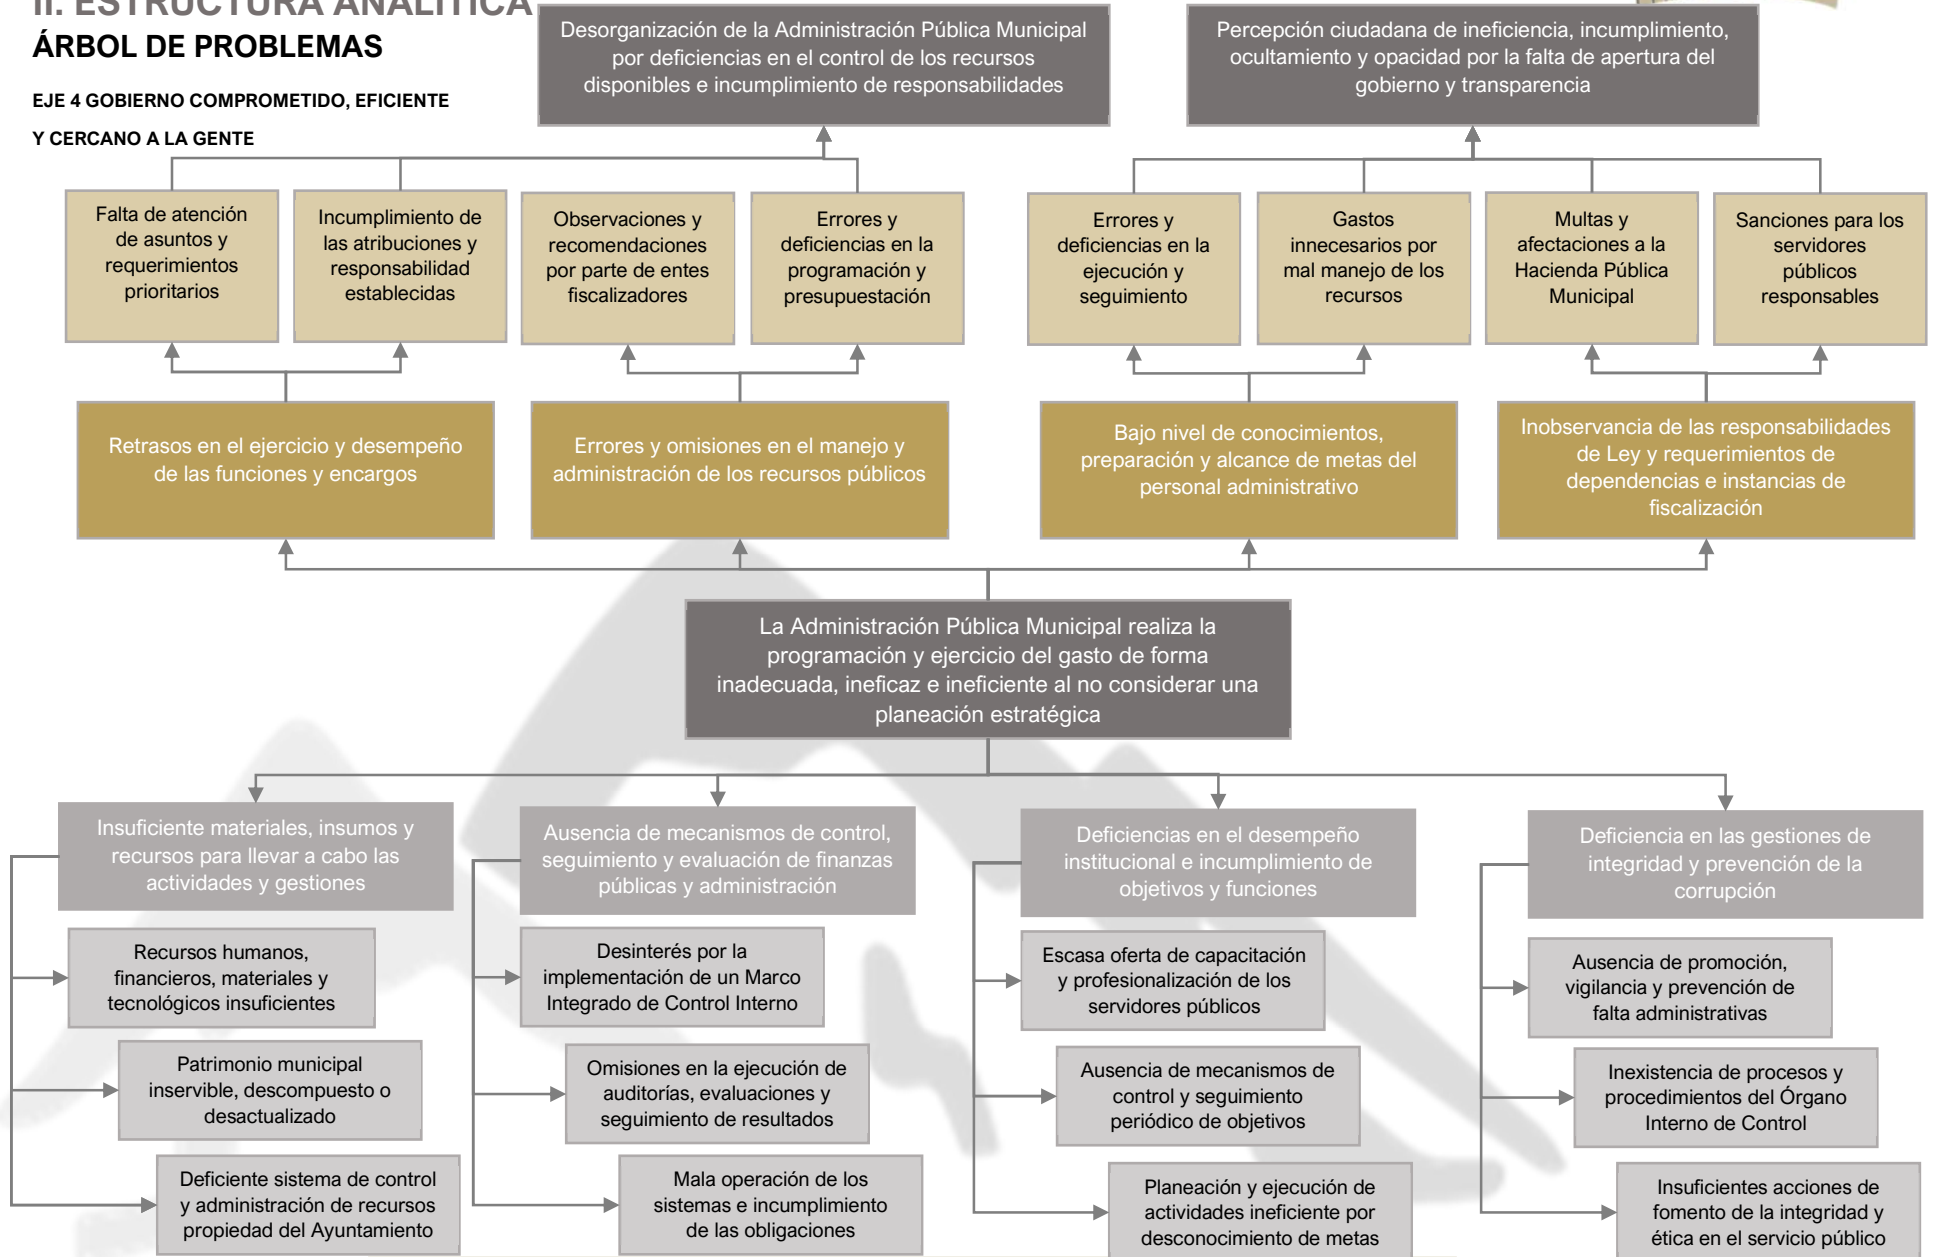 II. ESTRUCTURA ANALÍTICA
ÁRBOL DE PROBLEMAS
EJE 4 GOBIERNO COMPROMETIDO, EFICIENTE
Y CERCANO A LA GENTE
Desorganización de la Administración Pública Municipal
por deficiencias en el control de los recursos
disponibles e incumplimiento de responsabilidades
Percepción ciudadana de ineficiencia, incumplimiento,
ocultamiento y opacidad por la falta de apertura del
gobierno y transparencia
Falta de atención
de asuntos y
requerimientos
prioritarios
Incumplimiento de
las atribuciones y
responsabilidad
establecidas
Observaciones y
recomendaciones
por parte de entes
fiscalizadores
Errores y
deficiencias en la
programación y
presupuestación
Errores y
deficiencias en la
ejecución y
seguimiento
Gastos
innecesarios por
mal manejo de los
recursos
Multas y
afectaciones a la
Hacienda Pública
Municipal
Sanciones para los
servidores
públicos
responsables
Retrasos en el ejercicio y desempeño
de las funciones y encargos
Errores y omisiones en el manejo y
administración de los recursos públicos
Bajo nivel de conocimientos,
preparación y alcance de metas del
personal administrativo
Inobservancia de las responsabilidades
de Ley y requerimientos de
dependencias e instancias de
fiscalización
La Administración Pública Municipal realiza la
programación y ejercicio del gasto de forma
inadecuada, ineficaz e ineficiente al no considerar una
planeación estratégica
Insuficiente materiales, insumos y
recursos para llevar a cabo las
actividades y gestiones
Ausencia de mecanismos de control,
seguimiento y evaluación de finanzas
públicas y administración
Deficiencias en el desempeño
institucional e incumplimiento de
objetivos y funciones
Deficiencia en las gestiones de
integridad y prevención de la
corrupción
Recursos humanos,
financieros, materiales y
tecnológicos insuficientes
Desinterés por la
implementación de un Marco
Integrado de Control Interno
Escasa oferta de capacitación
y profesionalización de los
servidores públicos
Ausencia de promoción,
vigilancia y prevención de
falta administrativas
Patrimonio municipal
inservible, descompuesto o
desactualizado
Omisiones en la ejecución de
auditorías, evaluaciones y
seguimiento de resultados
Ausencia de mecanismos de
control y seguimiento
periódico de objetivos
Inexistencia de procesos y
procedimientos del Órgano
Interno de Control
Deficiente sistema de control
y administración de recursos
propiedad del Ayuntamiento
Mala operación de los
sistemas e incumplimiento
de las obligaciones
Planeación y ejecución de
actividades ineficiente por
desconocimiento de metas
Insuficientes acciones de
fomento de la integridad y
ética en el servicio público